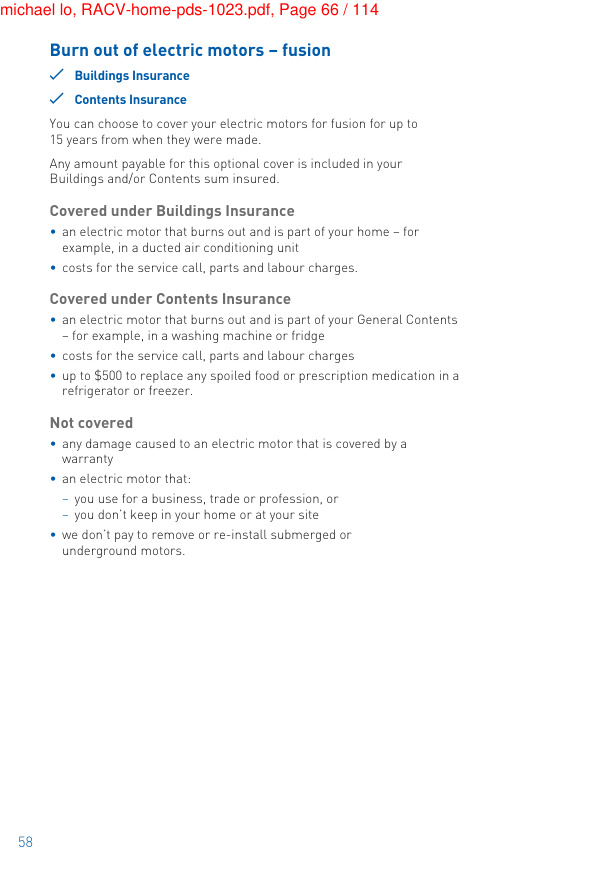 michael lo, RACV-home-pds-1023.pdf, Page 66 / 114
Burn out of electric motors – fusion
Buildings Insurance
Contents Insurance
You can choose to cover your electric motors for fusion for up to
15 years from when they were made.
Any amount payable for this optional cover is included in your
Buildings and/or Contents sum insured.
Covered under Buildings Insurance
• an electric motor that burns out and is part of your home – for
example, in a ducted air conditioning unit
• costs for the service call, parts and labour charges.
Covered under Contents Insurance
• an electric motor that burns out and is part of your General Contents
– for example, in a washing machine or fridge
• costs for the service call, parts and labour charges
• up to $500 to replace any spoiled food or prescription medication in a
refrigerator or freezer.
Not covered
• any damage caused to an electric motor that is covered by a
warranty
• an electric motor that:
– you use for a business, trade or profession, or
– you don't keep in your home or at your site
• we don't pay to remove or re-install submerged or
underground motors.
58